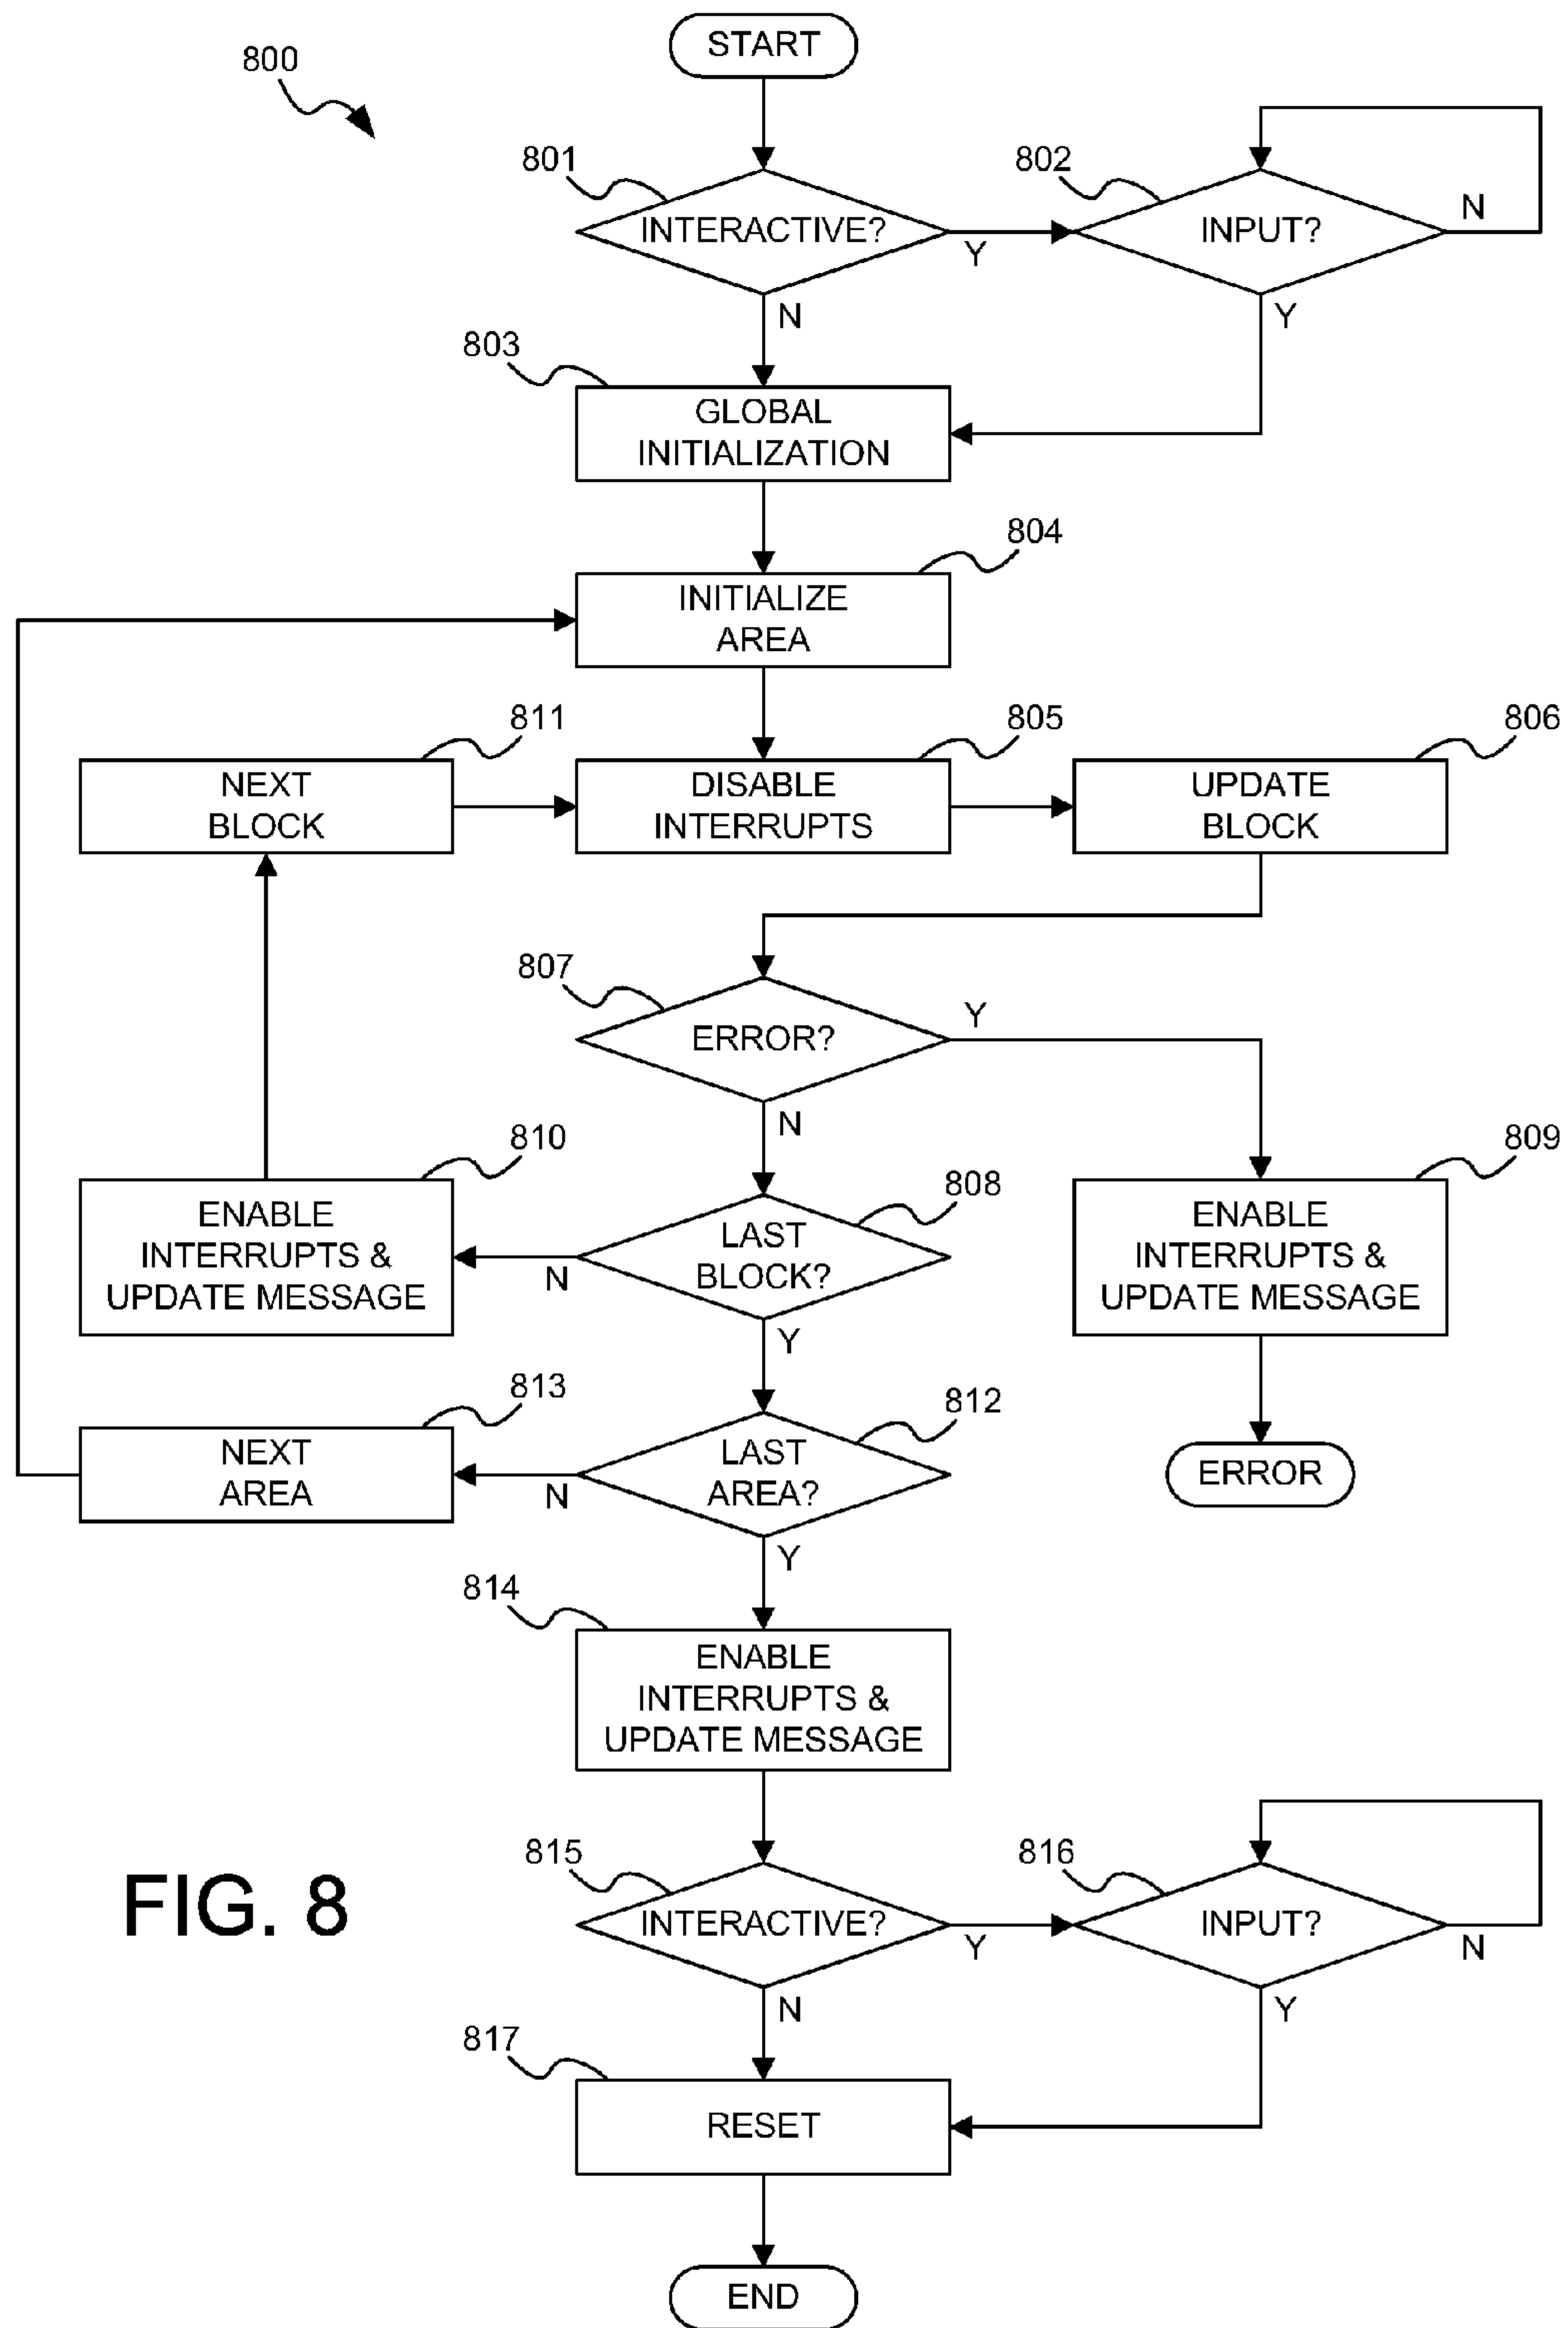 START
800
801
802
INTERACTIVE?
Y
INPUT?
N
N
Y
803
GLOBAL
INITIALIZATION
804
INITIALIZE
AREA
811
805
806
NEXT
BLOCK
DISABLE
INTERRUPTS
UPDATE
BLOCK
807
ERROR?
Y
N
810
809
808
ENABLE
INTERRUPTS &
UPDATE MESSAGE
N
LAST
BLOCK?
ENABLE
INTERRUPTS &
UPDATE MESSAGE
Y
813
812
NEXT
AREA
N
LAST
AREA?
ERROR
Y
814
ENABLE
INTERRUPTS &
UPDATE MESSAGE
815
816
FIG. 8
INTERACTIVE?
Y
INPUT?
N
N
Y
817
RESET
END